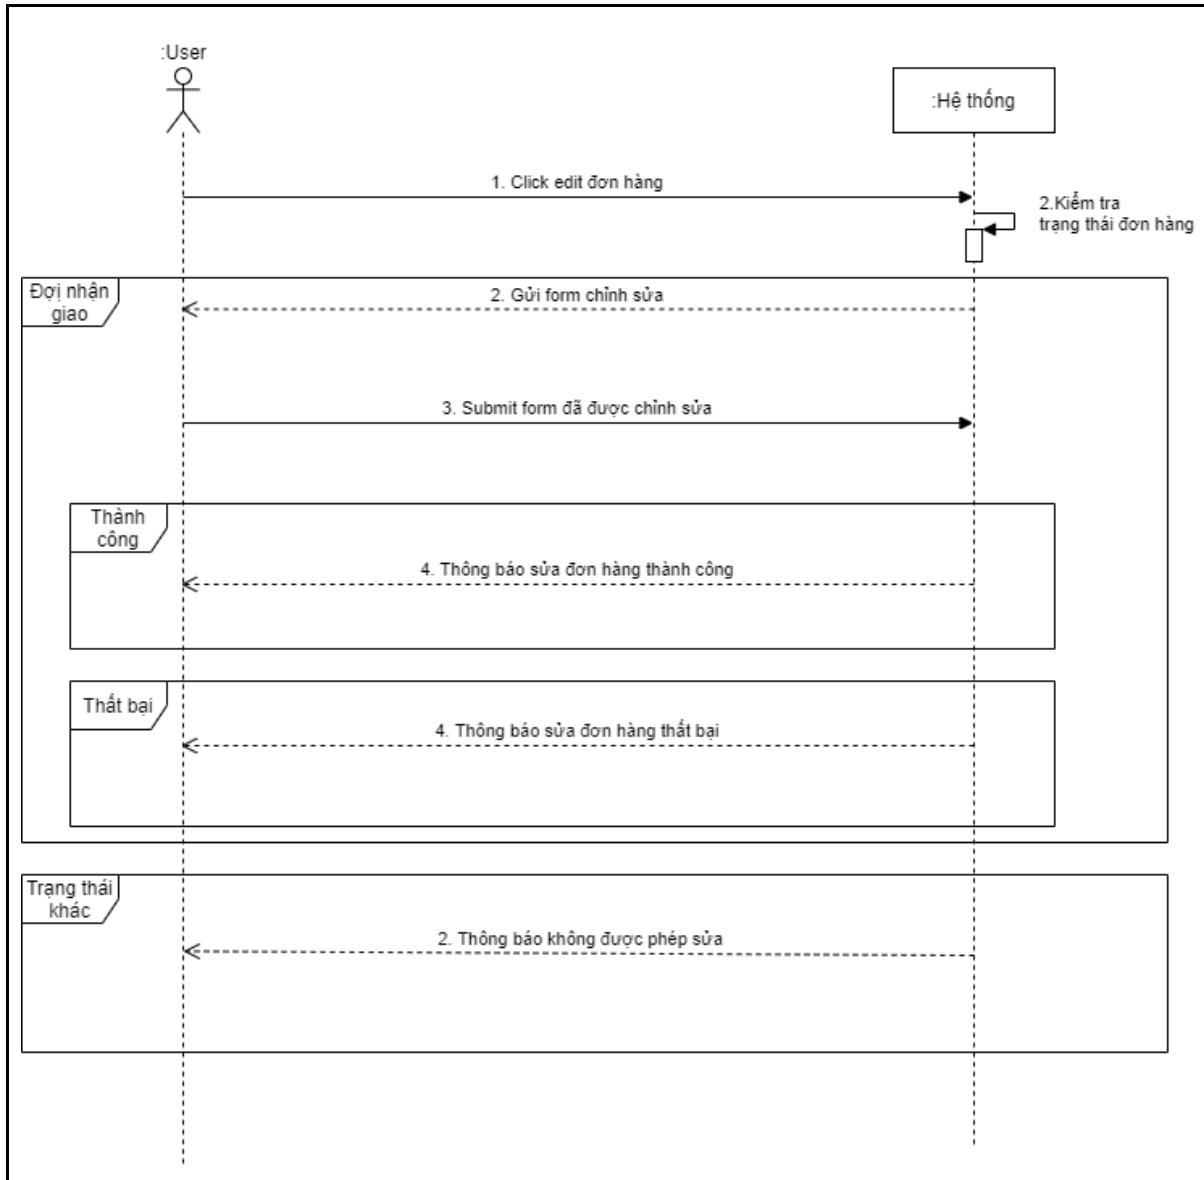 :User
:Hệ thống
1. Click edit đơn hàng
2.Kiểm tra
trạng thái đơn hàng
Đợi nhận
giao
2. Gửi form chỉnh sửa
3. Submit form đã được chỉnh sửa
Thành
công
4. Thông báo sửa đơn hàng thành công
Thất bại
4. Thông báo sửa đơn hàng thất bại
Trạng thái
khác
2. Thông báo không được phép sửa